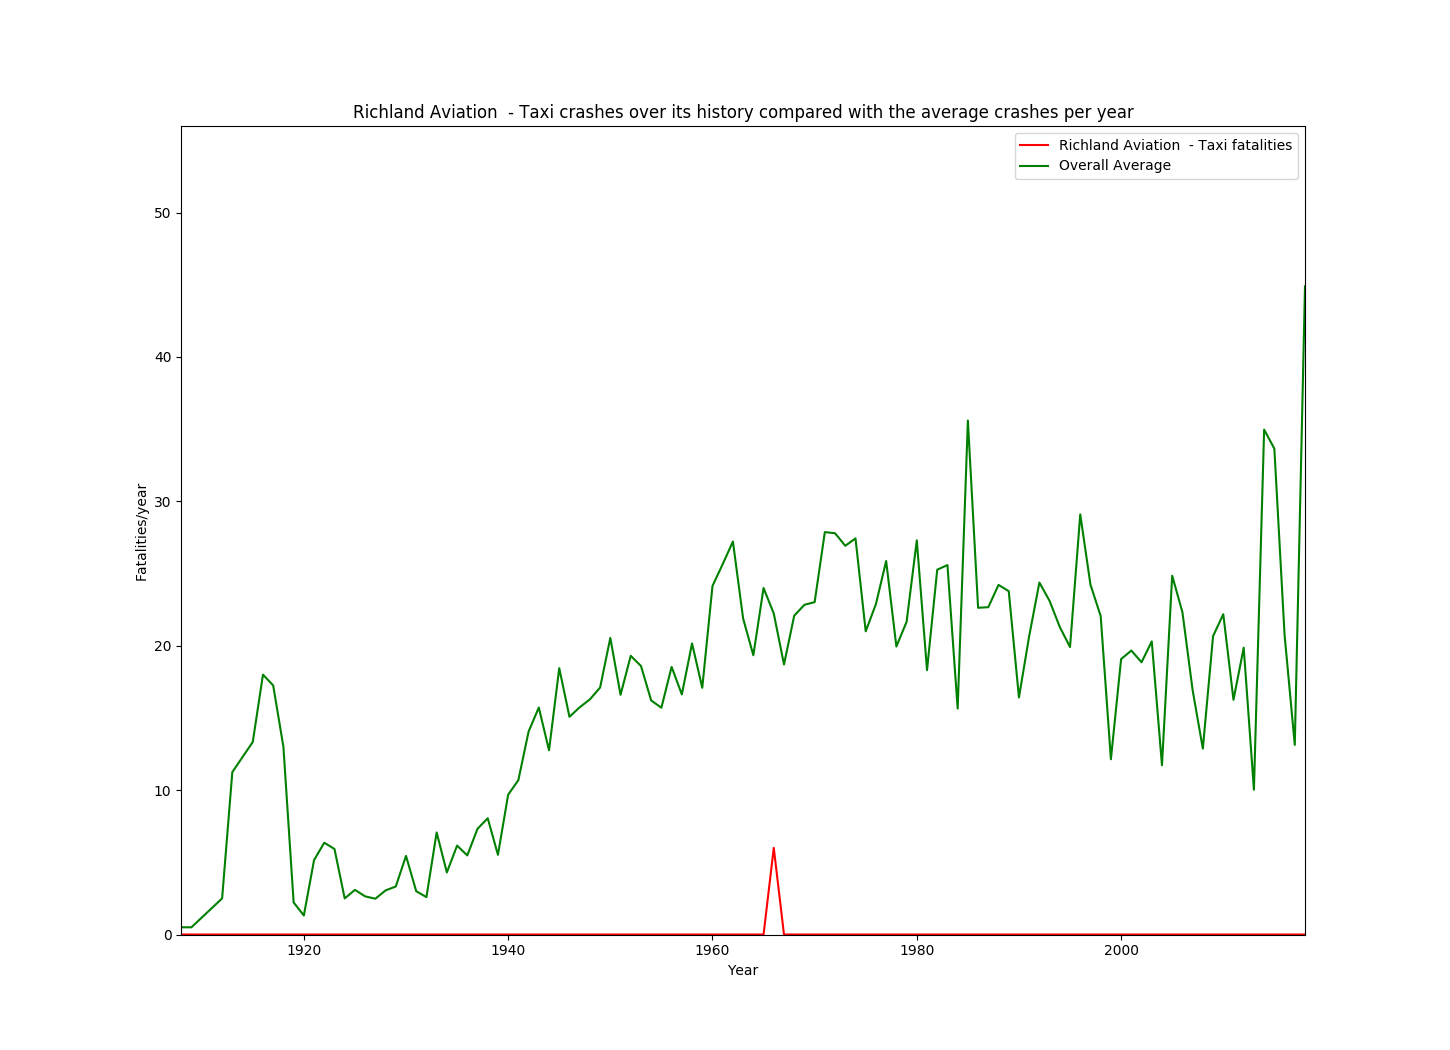 Richland Aviation  - Taxi crashes over its history compared with the average crashes per year
Richland Aviation  - Taxi fatalities
Overall Average
50
40
30
20
10
0
Fatalities/year
1920
1940
1960
1980
2000
Year